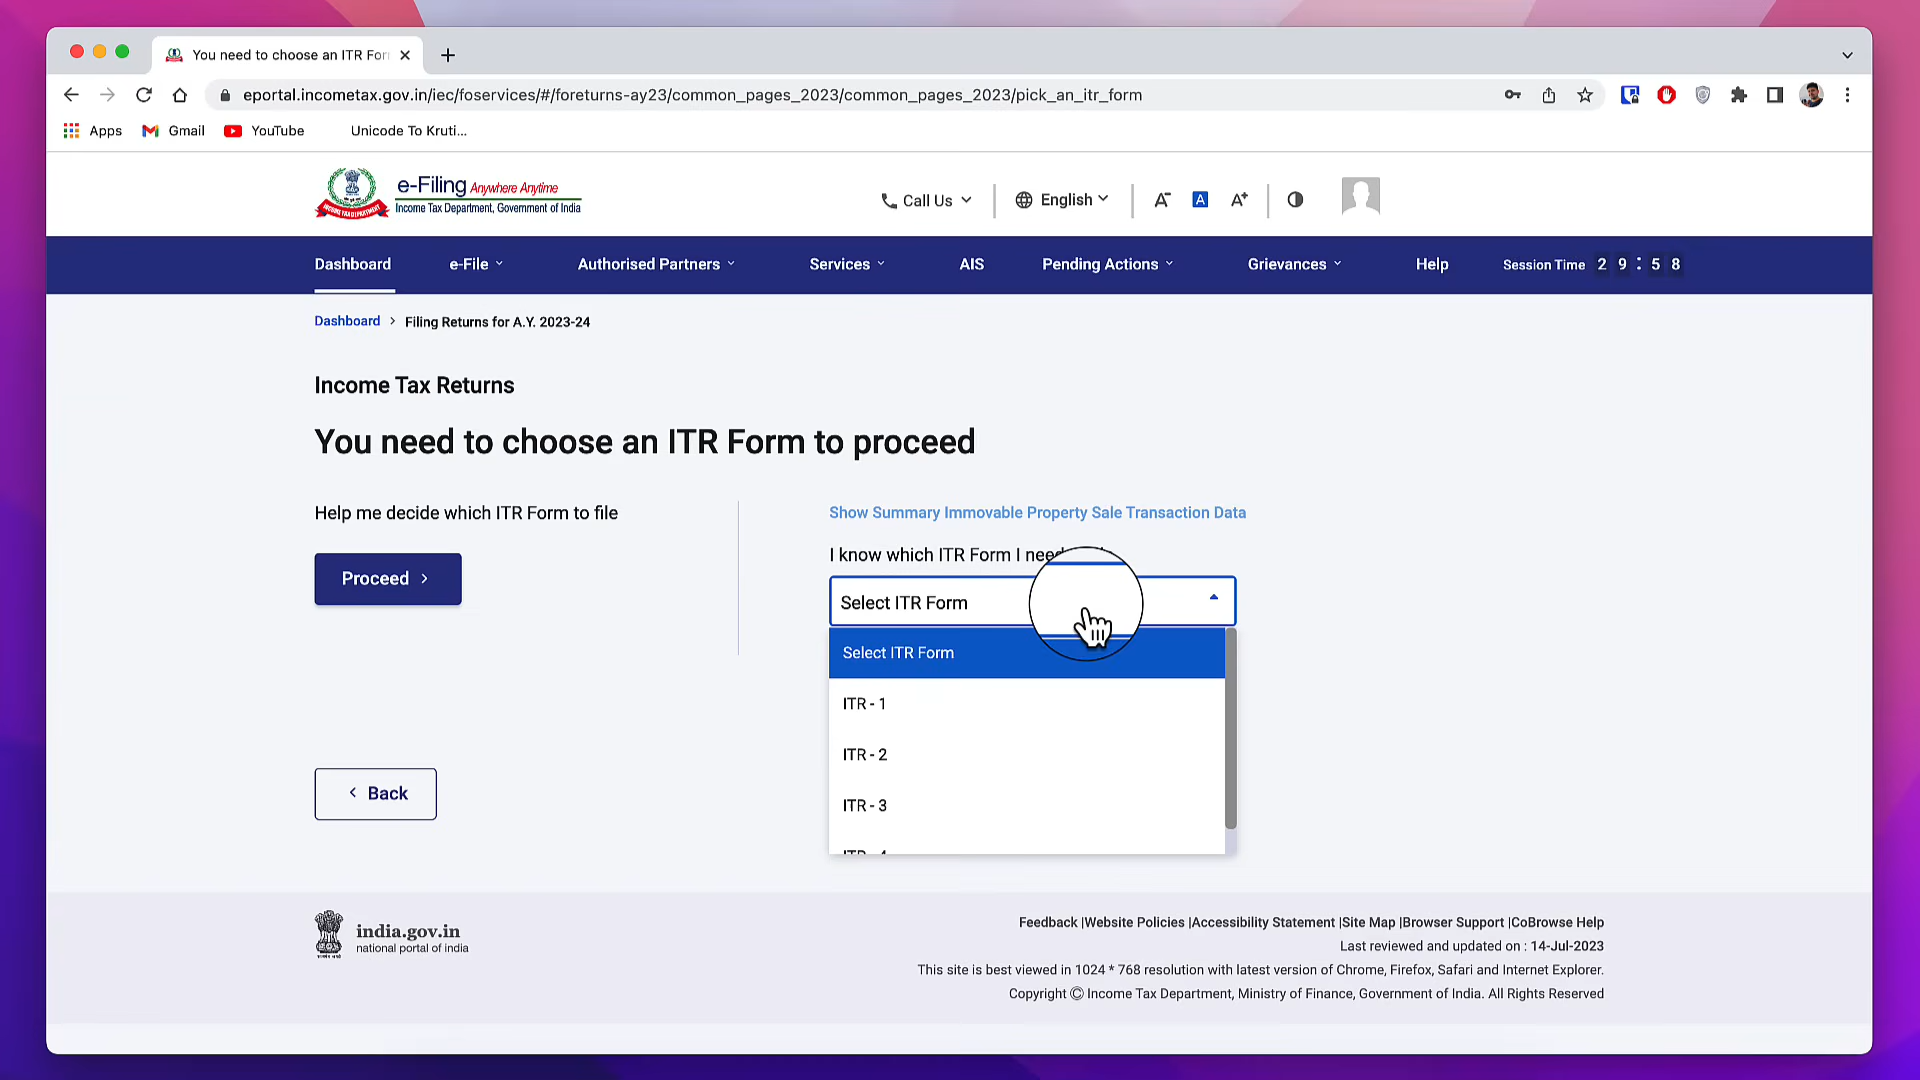 You need to choose an ITR For
eportal.incometax.gov.in/iec/foservices/#/foreturns-ay23/common_pages_2023/common_pages_2023/pick_an_itr_form
Apps Gmail YouTube Unicode To Kruti...
e-Filing Anywhere Anytime
Income Tax Department, Government of India
INCOME TAX DEPARTMENT
Call Us English A- A A+
Dashboard e-File Authorised Partners Services AIS Pending Actions Grievances Help Session Time 2 9 : 5 8
Dashboard > Filing Returns for A.Y. 2023-24
Income Tax Returns
You need to choose an ITR Form to proceed
Help me decide which ITR Form to file
Proceed >
Show Summary Immovable Property Sale Transaction Data
I know which ITR Form I need
Select ITR Form
Select ITR Form
ITR - 1
ITR - 2
ITR - 3
ITR - 4
< Back
india.gov.in
national portal of india
Feedback |Website Policies |Accessibility Statement |Site Map |Browser Support |CoBrowse Help
Last reviewed and updated on : 14-Jul-2023
This site is best viewed in 1024 * 768 resolution with latest version of Chrome, Firefox, Safari and Internet Explorer.
Copyright © Income Tax Department, Ministry of Finance, Government of India. All Rights Reserved